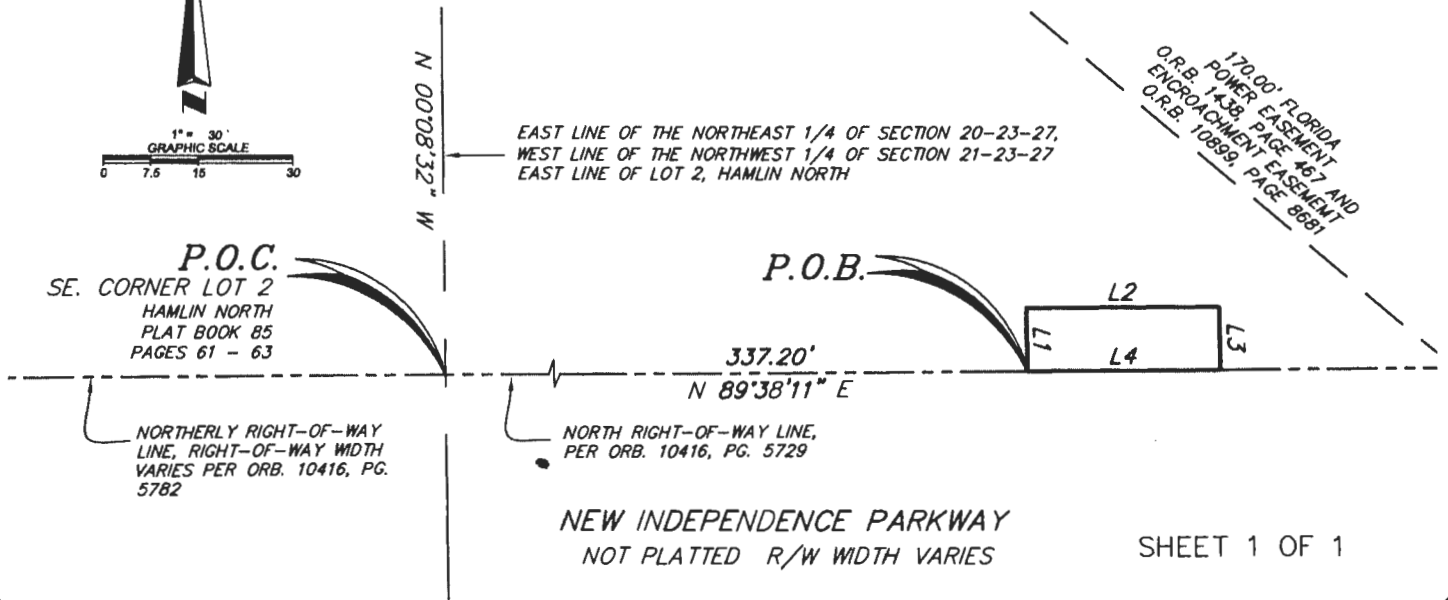 1" = 30'
GRAPHIC SCALE
0 7.5 15 30
N 00°08'32" W
EAST LINE OF THE NORTHEAST 1/4 OF SECTION 20-23-27,
WEST LINE OF THE NORTHWEST 1/4 OF SECTION 21-23-27
EAST LINE OF LOT 2, HAMLIN NORTH
170.00' FLORIDA
POWER EASEMENT
O.R.B. 1438, PAGE 467 AND
ENCROACHMENT EASEMEMT
O.R.B. 10899, PAGE 8681
P.O.C.
SE. CORNER LOT 2
HAMLIN NORTH
PLAT BOOK 85
PAGES 61 - 63
P.O.B.
L2
L1
L3
L4
337.20'
N 89°38'11" E
NORTHERLY RIGHT-OF-WAY
LINE, RIGHT-OF-WAY WIDTH
VARIES PER ORB. 10416, PG.
5782
NORTH RIGHT-OF-WAY LINE,
PER ORB. 10416, PG. 5729
NEW INDEPENDENCE PARKWAY
NOT PLATTED R/W WIDTH VARIES
SHEET 1 OF 1